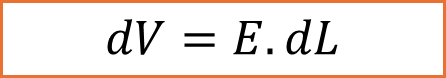 dV = E. dL